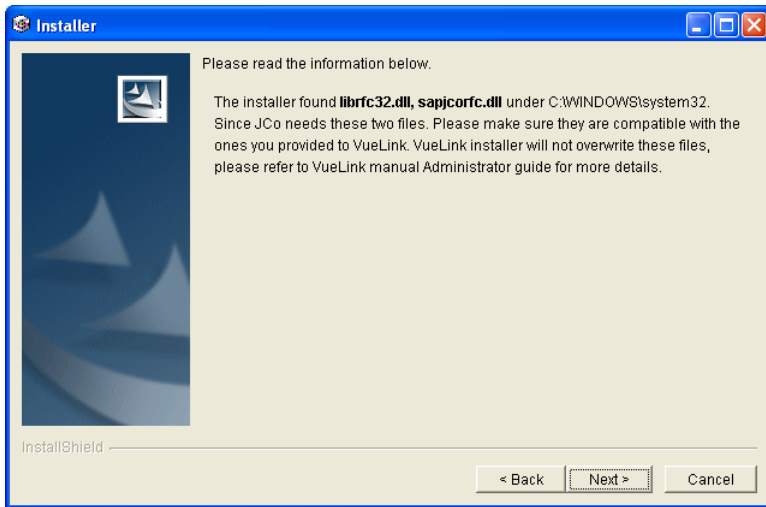 Installer
Please read the information below.
The installer found librfc32.dll, sapjcorfc.dll under C:\WINDOWS\system32.
Since JCo needs these two files. Please make sure they are compatible with the
ones you provided to VueLink. VueLink installer will not overwrite these files,
please refer to VueLink manual Administrator guide for more details.
InstallShield
< Back
Next >
Cancel